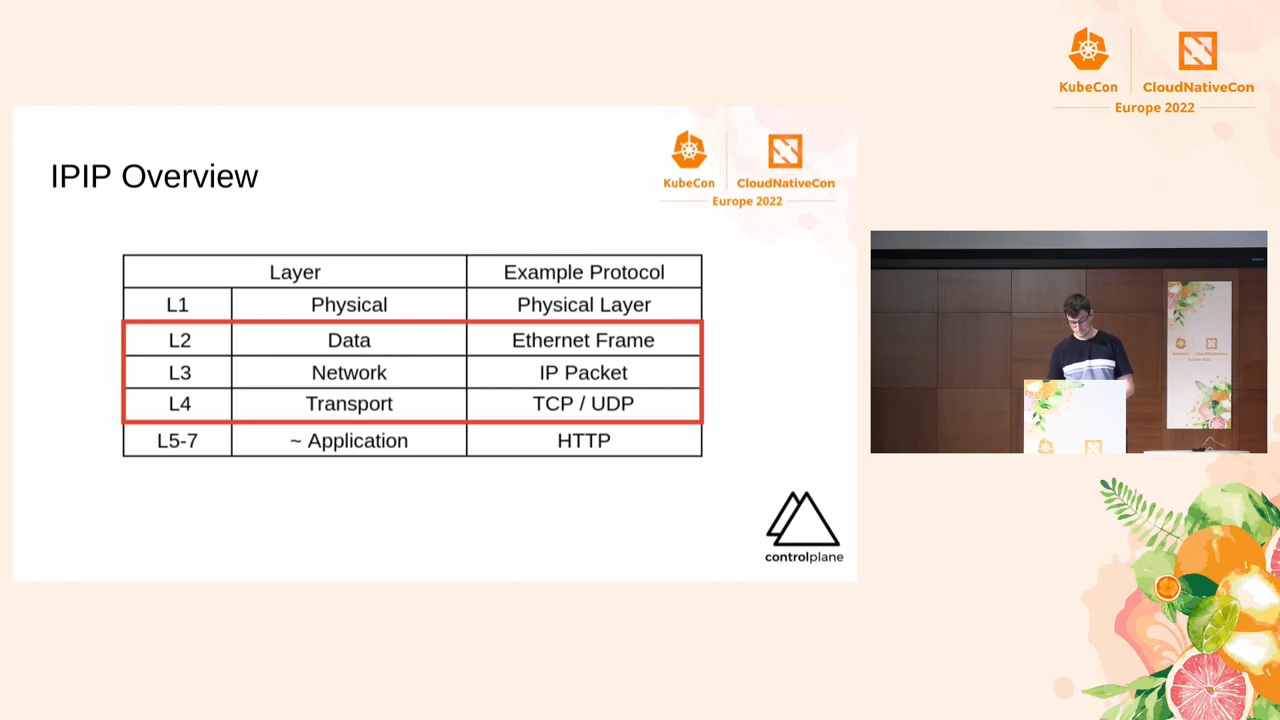 KubeCon
CloudNativeCon
Europe 2022
IPIP Overview
KubeCon
CloudNativeCon
Europe 2022
Layer Example Protocol
L1 Physical Physical Layer
L2 Data Ethernet Frame
L3 Network IP Packet
L4 Transport TCP / UDP
L5-7 ~ Application HTTP
controlplane